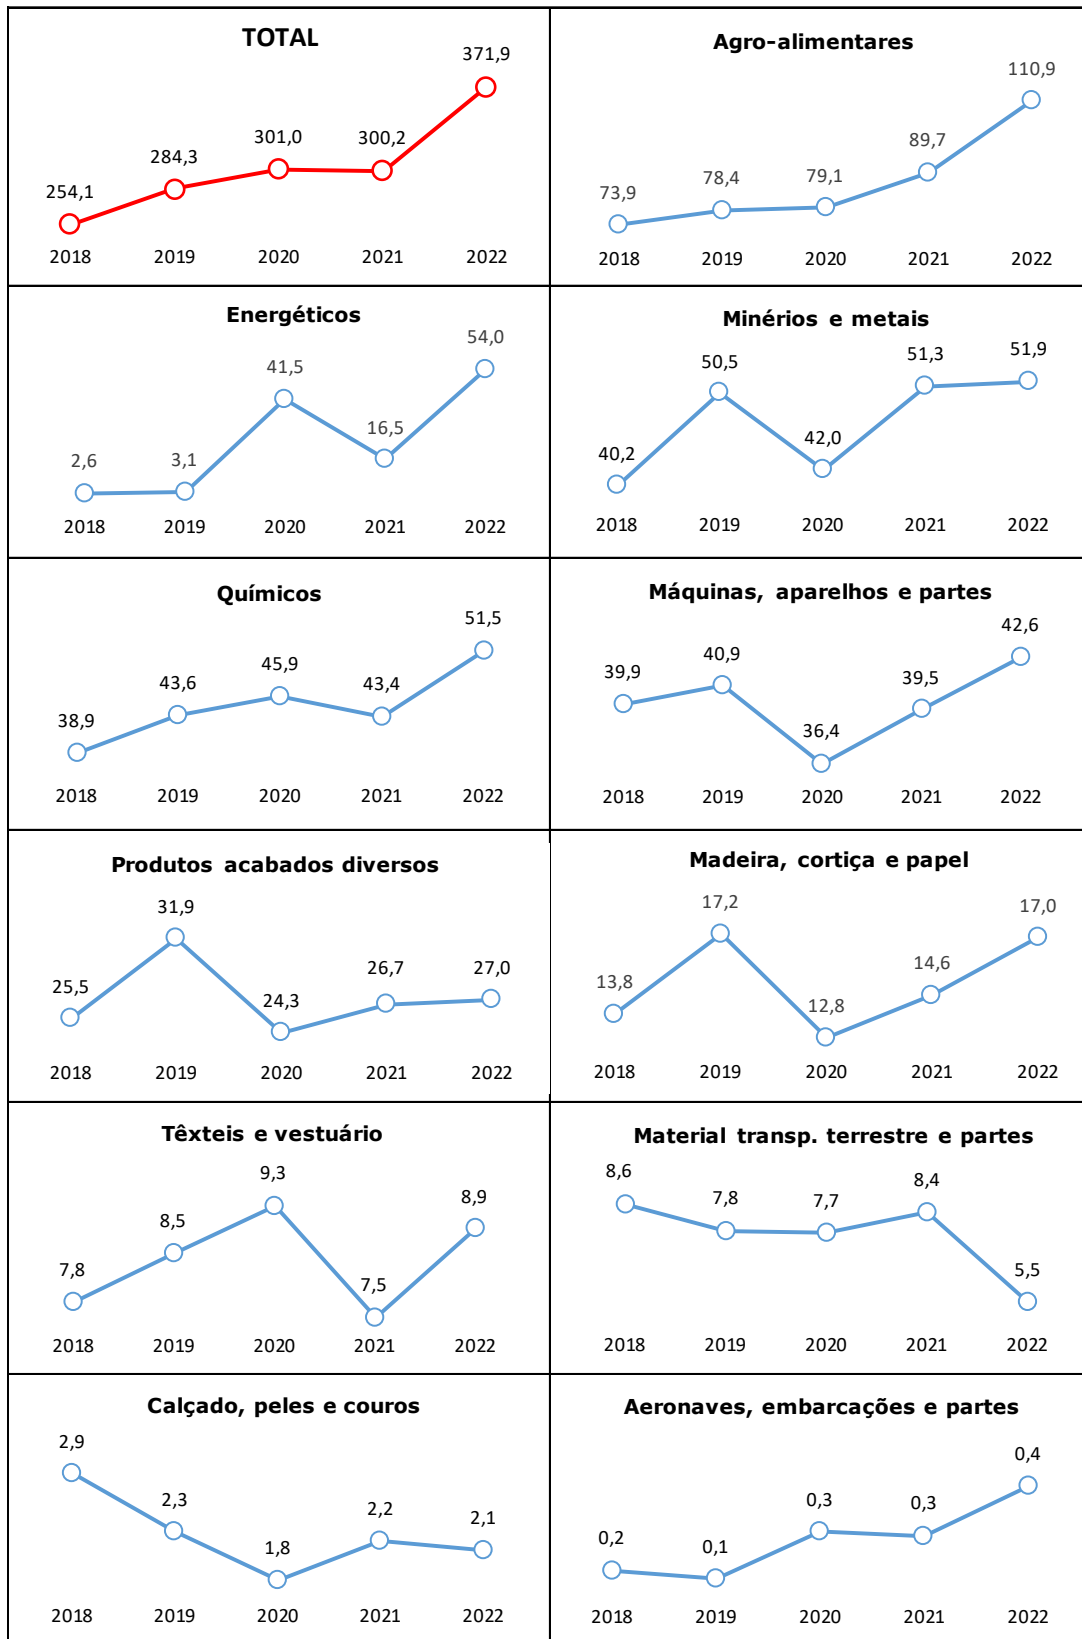 TOTAL
254,1 284,3 301,0 300,2 371,9
2018 2019 2020 2021 2022
Agro-alimentares
73,9 78,4 79,1 89,7 110,9
2018 2019 2020 2021 2022
Energéticos
2,6 3,1 41,5 16,5 54,0
2018 2019 2020 2021 2022
Minérios e metais
40,2 50,5 42,0 51,3 51,9
2018 2019 2020 2021 2022
Químicos
38,9 43,6 45,9 43,4 51,5
2018 2019 2020 2021 2022
Máquinas, aparelhos e partes
39,9 40,9 36,4 39,5 42,6
2018 2019 2020 2021 2022
Produtos acabados diversos
25,5 31,9 24,3 26,7 27,0
2018 2019 2020 2021 2022
Madeira, cortiça e papel
13,8 17,2 12,8 14,6 17,0
2018 2019 2020 2021 2022
Têxteis e vestuário
7,8 8,5 9,3 7,5 8,9
2018 2019 2020 2021 2022
Material transp. terrestre e partes
8,6 7,8 7,7 8,4 5,5
2018 2019 2020 2021 2022
Calçado, peles e couros
2,9 2,3 1,8 2,2 2,1
2018 2019 2020 2021 2022
Aeronaves, embarcações e partes
0,2 0,1 0,3 0,3 0,4
2018 2019 2020 2021 2022